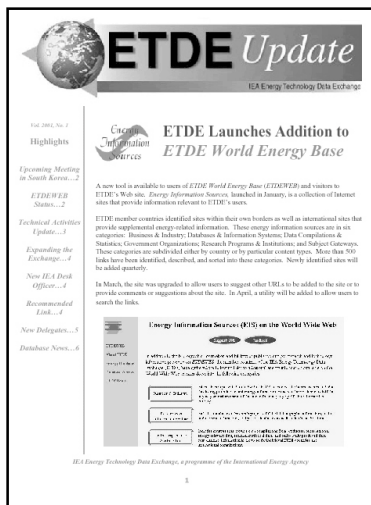 ETDE Update
IEA Energy Technology Data Exchange
Vol. 2003, No. 1
Highlights
Upcoming Meeting
in South Korea…2
ETDEWEB
Status…2
Technical Activities
Update…3
Expanding the
Exchange…4
New IEA Desk
Officer…4
Recommended
Link…4
New Delegates…5
Database News…6
Energy
Information
Sources
ETDE Launches Addition to
ETDE World Energy Base
A new tool is available to users of ETDE World Energy Base (ETDEWEB) and visitors to
ETDE's Web site. Energy Information Sources, launched in January, is a collection of Internet
sites that provide information relevant to ETDE's users.
ETDE member countries identified sites within their own borders as well as international sites that
provide supplemental energy-related information. These energy information sources are in six
categories: Business & Industry; Databases & Information Systems; Data Compilations &
Statistics; Government Organizations; Research Programs & Institutions; and Subject Gateways.
These categories are subdivided either by country or by particular content types. More than 500
links have been identified, described, and sorted into these categories. Newly identified sites will
be added quarterly.
In March, the site was upgraded to allow users to suggest other URLs to be added to the site or to
provide comments or suggestions about the site. In April, a utility will be added to allow users to
search the links.
Energy Information Sources (EIS) on the World Wide Web
IEA Energy Technology Data Exchange, a programme of the International Energy Agency
1